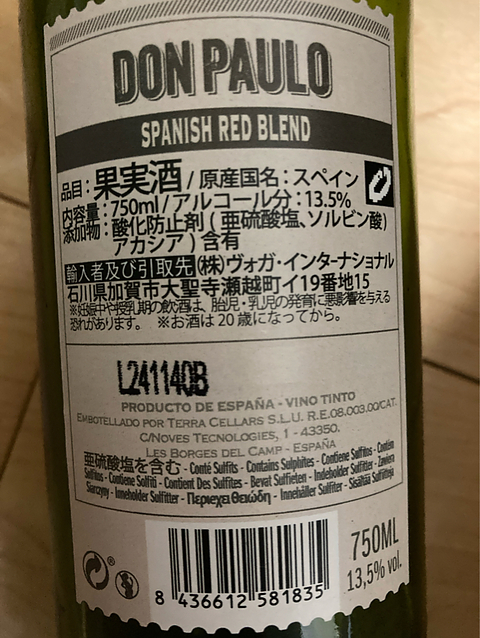 DON PAULO
SPANISH RED BLEND
品目：果実酒 / 原産国名：スペイン
内容量：750ml / アルコール分：13.5%
添加物：酸化防止剤 ( 亜硫酸塩、ソルビン酸 )
アカシア ) 含有
輸入者及び引取先 (株)ヴォガ・インターナショナル
石川県加賀市大聖寺瀬越町イ19番地15
※妊娠中や授乳期の飲酒は、胎児・乳児の発育に悪影響を与える
恐れがあります。 ※お酒は20歳になってから。
L241140B
PRODUCTO DE ESPAÑA - VINO TINTO
EMBOTELLADO POR TERRA CELLARS S.L.U. R.E.08.003.00/CAT.
C/NOVES TECNOLOGIES, 1 - 43350.
LES BORGES DEL CAMP - ESPAÑA
亜硫酸塩を含む - Conté Sulfits - Contains Sulphites - Contiene Sulfitos - Contén
Sulfitos - Contiene Solfiti - Contient Des Sulfites - Bevat Sulfieten - Indeholder Sulfitter - Zawiera
Siarczyny - Inneholder Sulfitter - Περιεχει Θειώδη - Innehåller Sulfiter - Sisältää Sulfiitteja
750ML
13,5% vol.
8 436612 581835